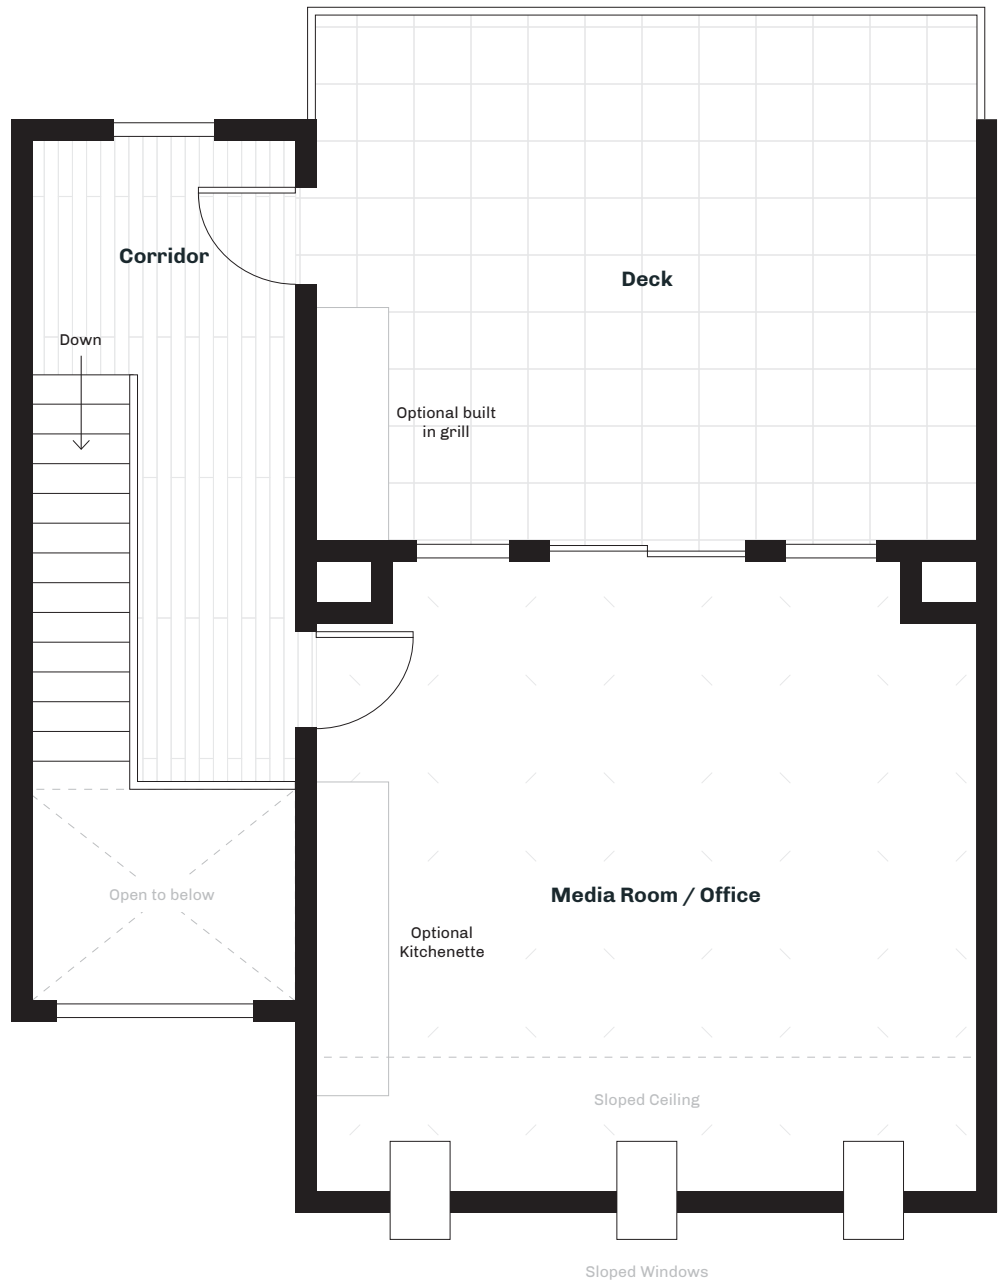 Corridor
Deck
Down
Optional built
in grill
Open to below
Media Room / Office
Optional
Kitchenette
Sloped Ceiling
Sloped Windows